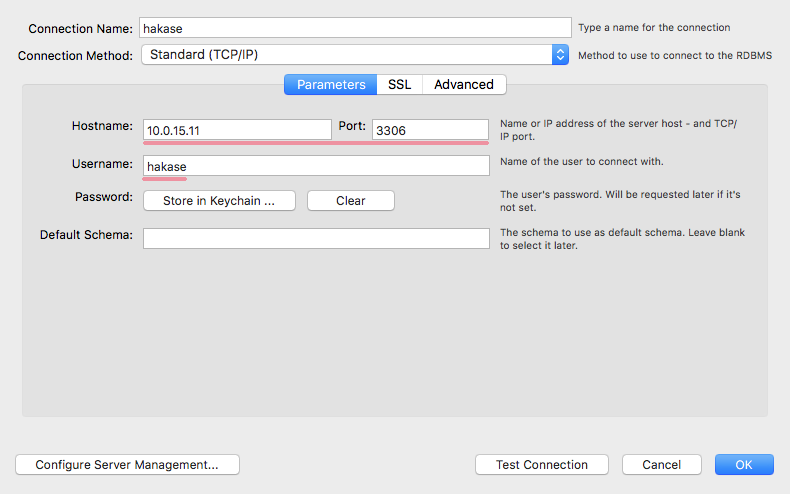 Connection Name: hakase Type a name for the connection
Connection Method: Standard (TCP/IP) Method to use to connect to the RDBMS
Parameters SSL Advanced
Hostname: 10.0.15.11 Port: 3306 Name or IP address of the server host - and TCP/
IP port.
Username: hakase Name of the user to connect with.
Password: Store in Keychain ... Clear The user's password. Will be requested later if it's
not set.
Default Schema: The schema to use as default schema. Leave blank
to select it later.
Configure Server Management... Test Connection Cancel OK